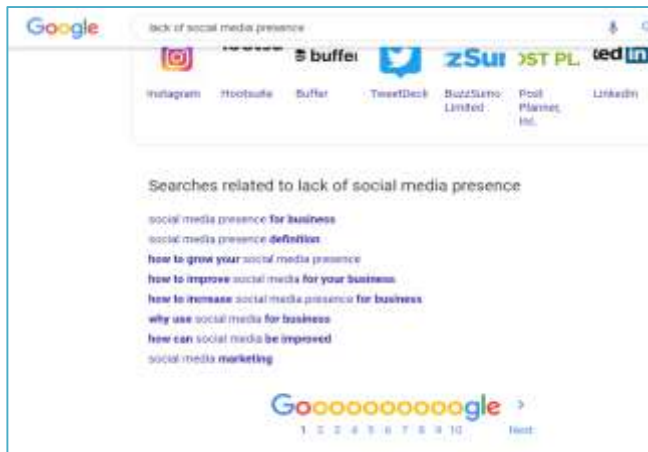 Google
lack of social media presence
buffer
zSu
OST PL
ked in
Instagram Hootsuite Buffer TweetDeck BuzzSumo Limited Post Planner, Inc. LinkedIn
Searches related to lack of social media presence
social media presence for business
social media presence definition
how to grow your social media presence
how to improve social media for your business
how to increase social media presence for business
why use social media for business
how can social media be improved
social media marketing
Goooooooooogle >
1 2 3 4 5 6 7 8 9 10 Next